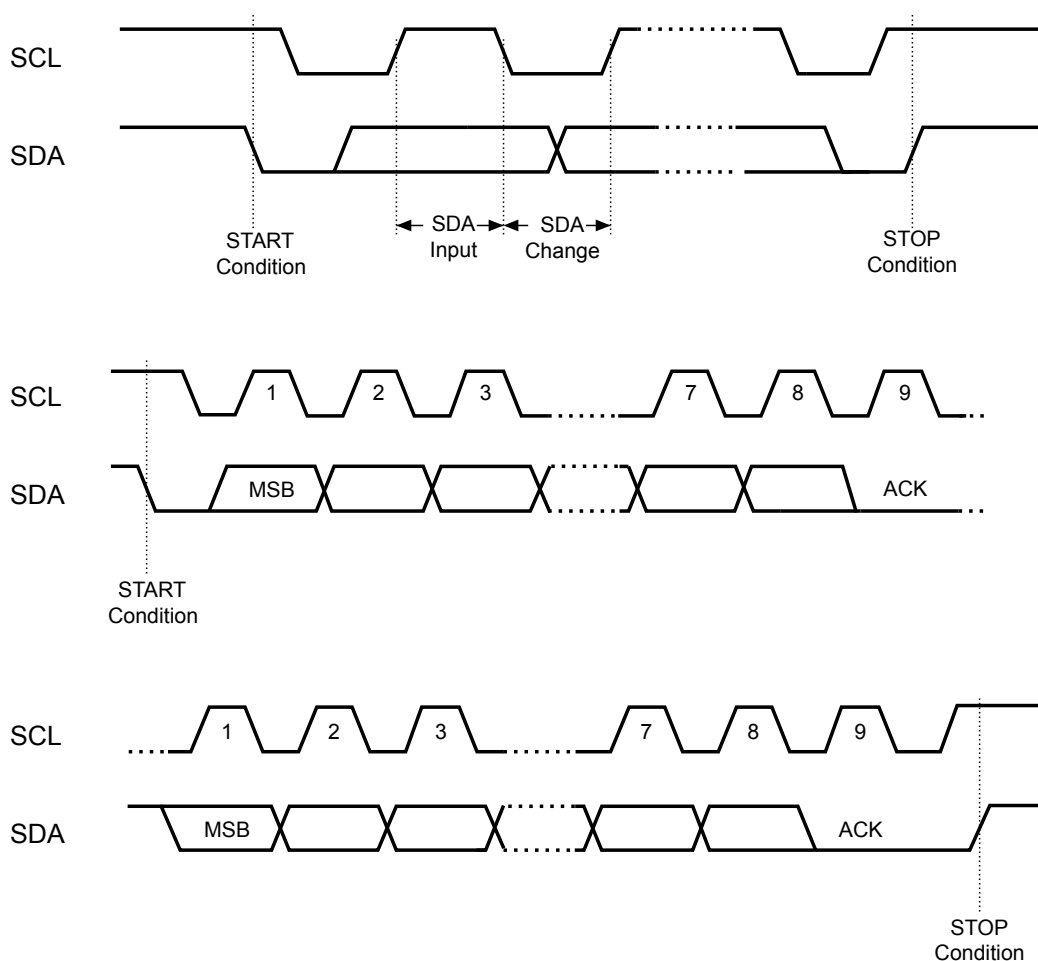 SCL
SDA
SDA
Input
SDA
Change
START
Condition
STOP
Condition
SCL
1 2 3 7 8 9
SDA
MSB ACK
START
Condition
SCL
1 2 3 7 8 9
SDA
MSB ACK
STOP
Condition